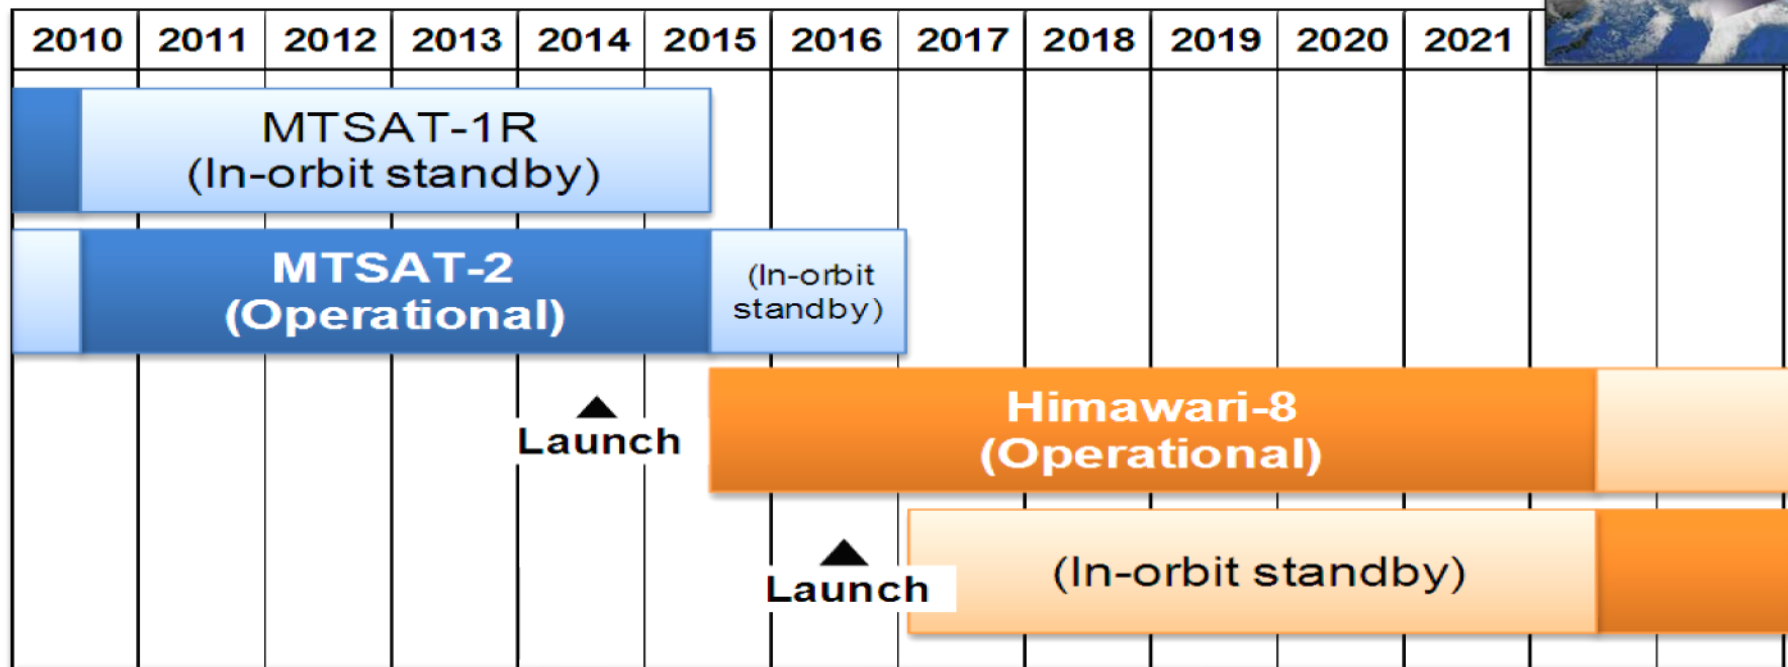 2010 2011 2012 2013 2014 2015 2016 2017 2018 2019 2020 2021
MTSAT-1R
(In-orbit standby)
MTSAT-2
(Operational)
(In-orbit
standby)
Launch
Himawari-8
(Operational)
Launch
(In-orbit standby)